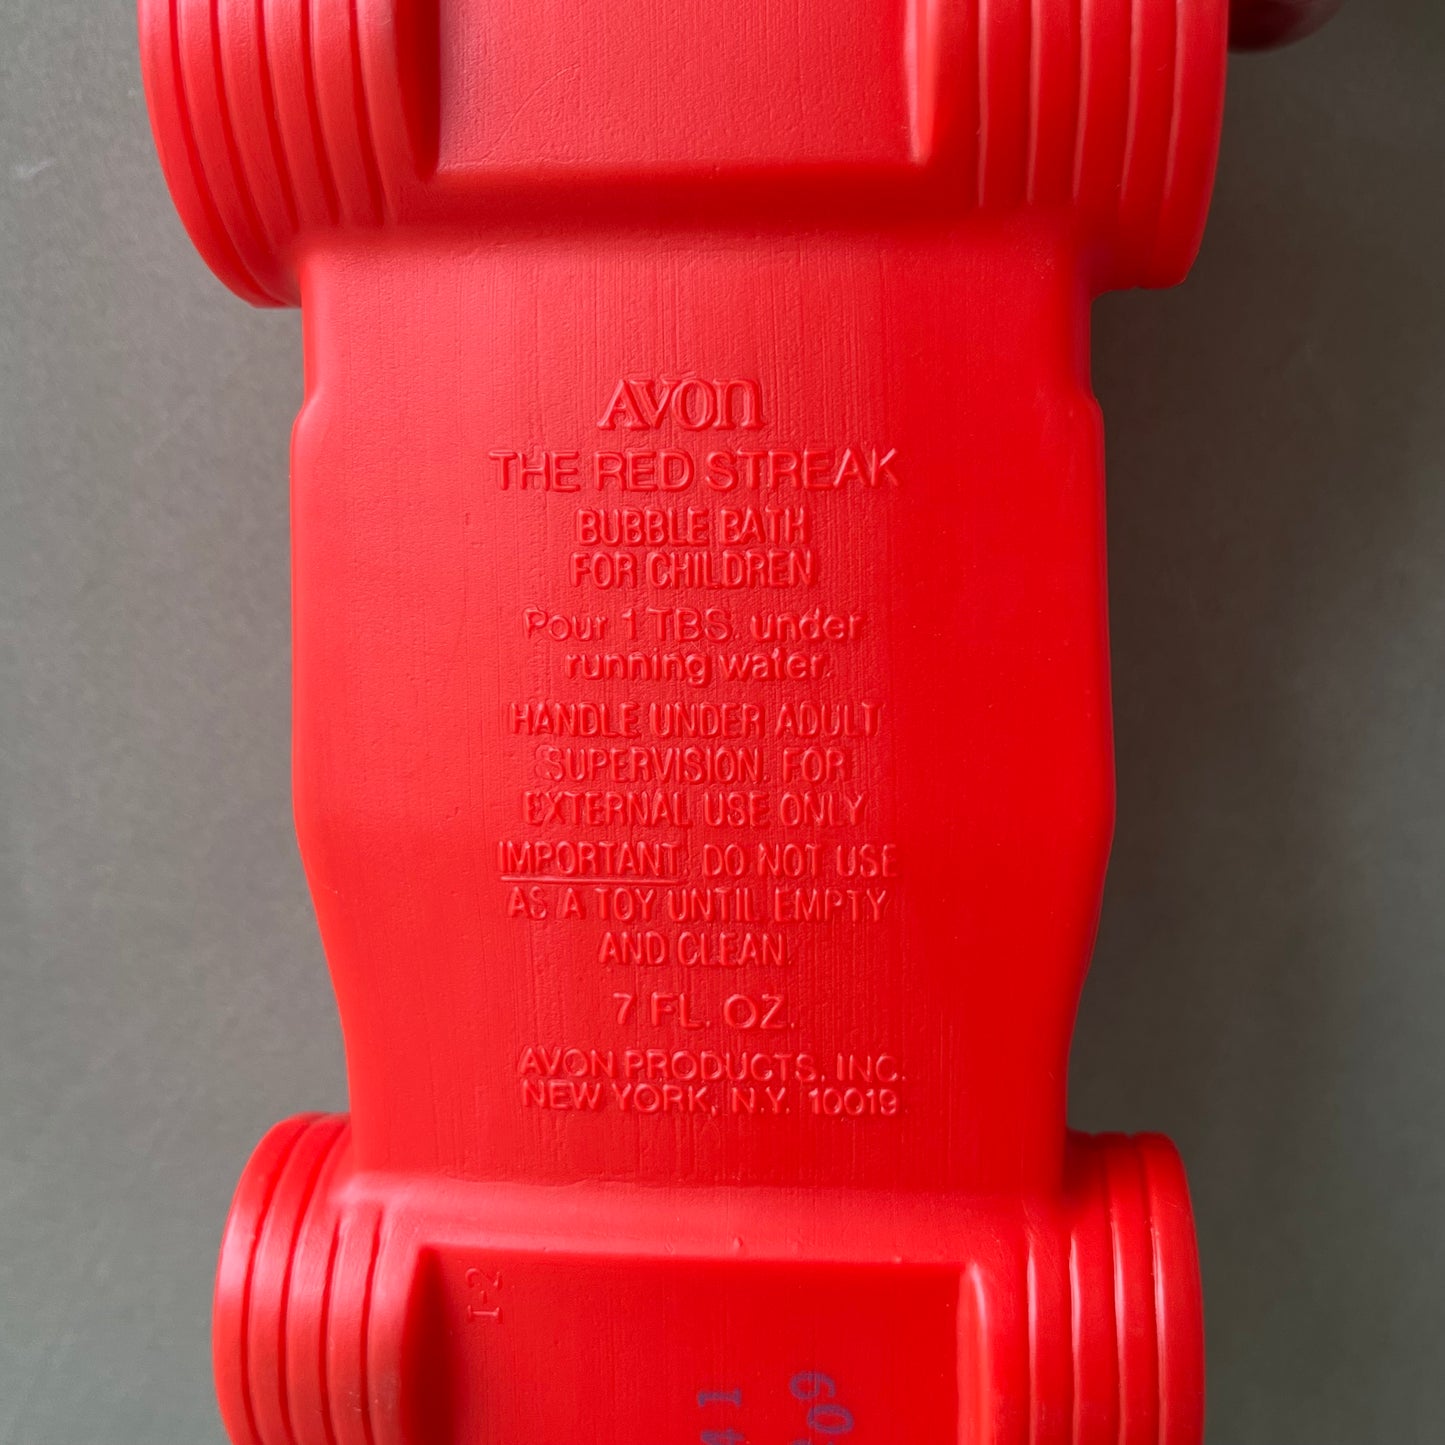 AVON
THE RED STREAK
BUBBLE BATH
FOR CHILDREN
Pour 1 TBS. under
running water.
HANDLE UNDER ADULT
SUPERVISION. FOR
EXTERNAL USE ONLY
IMPORTANT DO NOT USE
AS A TOY UNTIL EMPTY
AND CLEAN.
7 FL. OZ.
AVON PRODUCTS, INC.
NEW YORK, N.Y. 10019
I-2